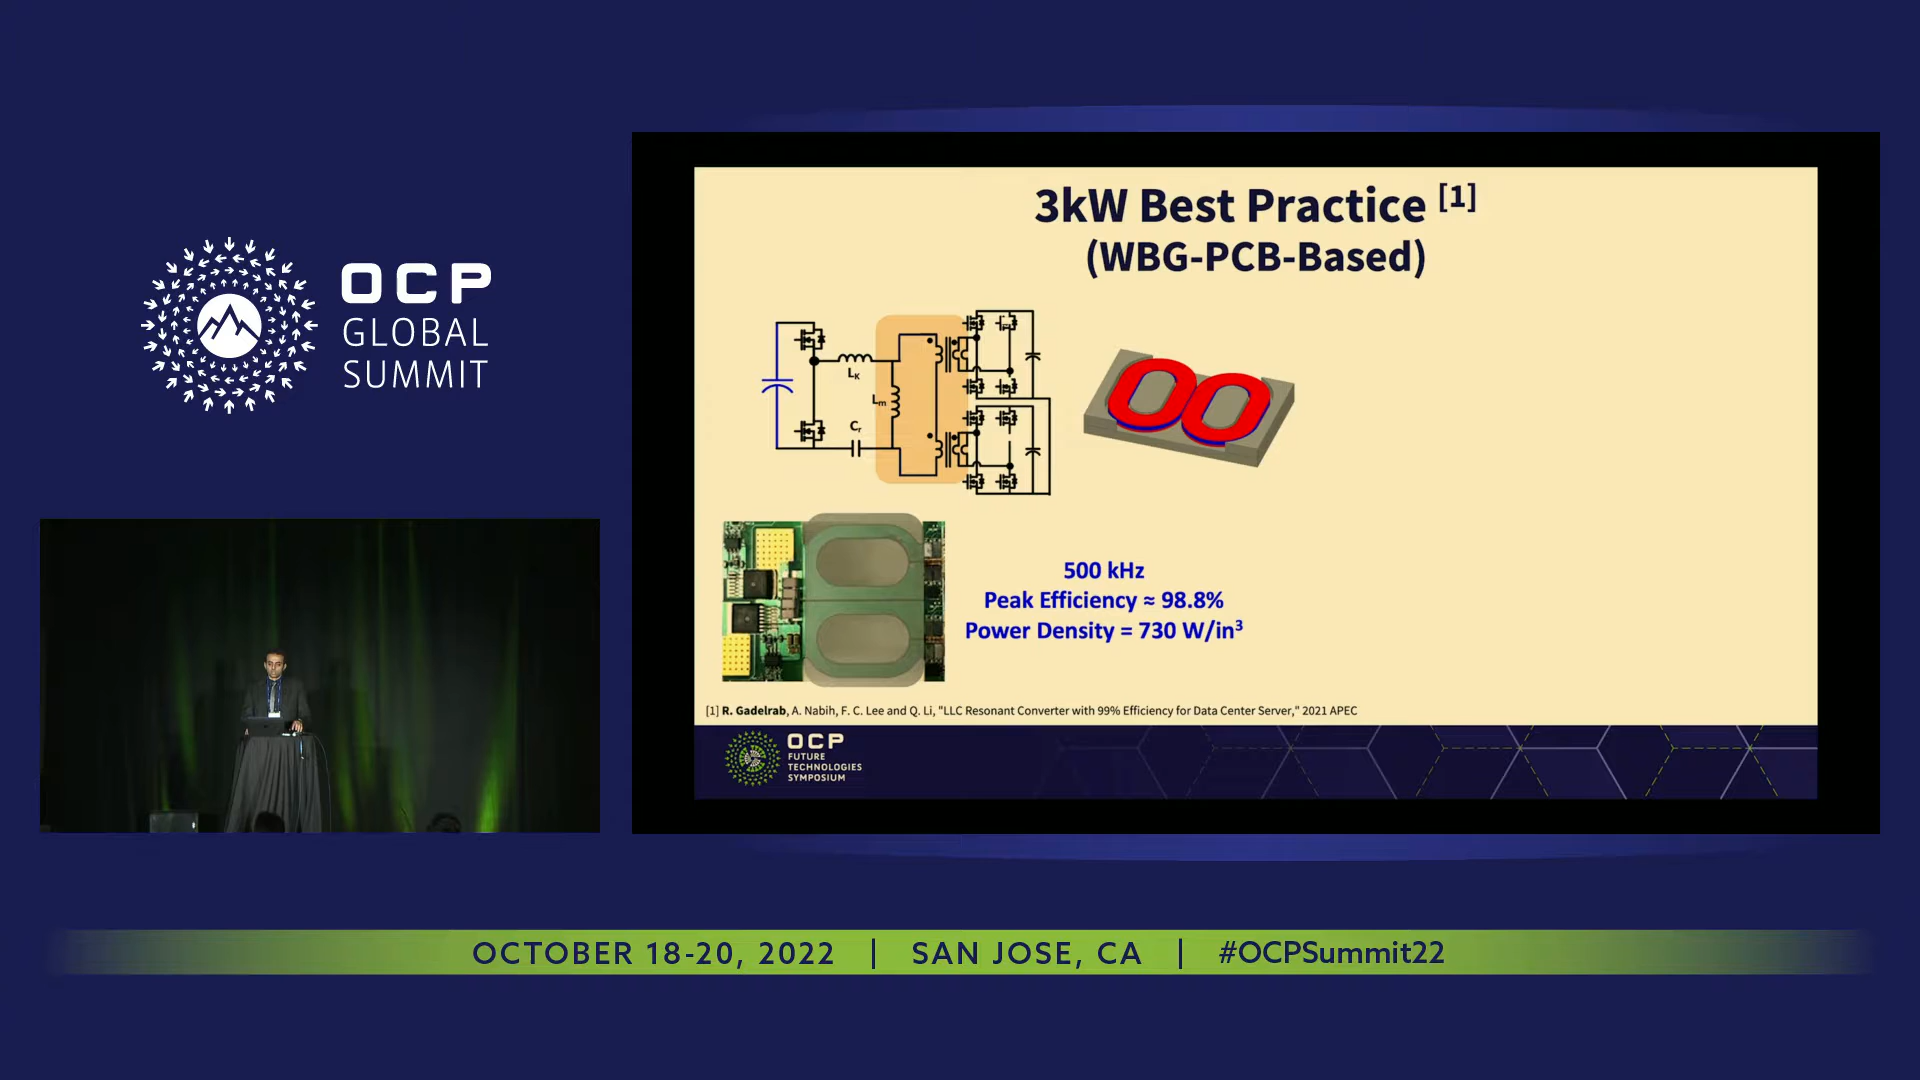 OCP
GLOBAL
SUMMIT
3kW Best Practice [1]
(WBG-PCB-Based)
LK
Lm
Cr
500 kHz
Peak Efficiency ≈ 98.8%
Power Density = 730 W/in³
[1] R. Gadelrab, A. Nabih, F. C. Lee and Q. Li, "LLC Resonant Converter with 99% Efficiency for Data Center Server," 2021 APEC
OCP
FUTURE
TECHNOLOGIES
SYMPOSIUM
OCTOBER 18-20, 2022 | SAN JOSE, CA | #OCPSummit22